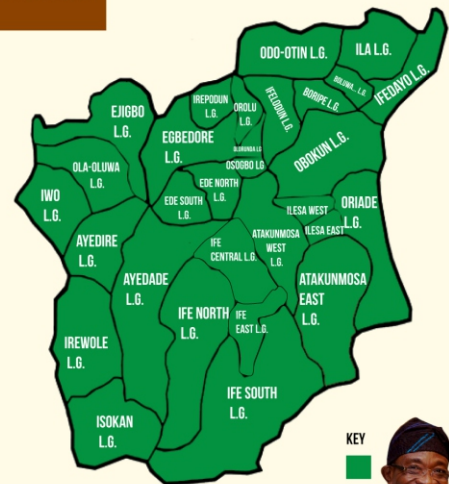 ODO-OTIN L.G.
ILA L.G.
IFEDAYO L.G.
IFELODUN L.G.
BORIPE L.G.
IREPODUN
L.G.
OROLU
L.G.
EJIGBO
L.G.
EGBEDORE
L.G.
OLORUNDA LG
OSOGBO LG
OBOKUN L.G.
OLA-OLUWA
L.G.
EDE NORTH
L.G.
EDE SOUTH
L.G.
IWO
L.G.
ILESA WEST
ORIADE
L.G.
ILESA EAST
AYEDIRE
L.G.
IFE
CENTRAL L.G.
ATAKUNMOSA
WEST
L.G.
AYEDADE
L.G.
ATAKUNMOSA
EAST
L.G.
IFE NORTH
L.G.
IFE
EAST L.G.
IREWOLE
L.G.
IFE SOUTH
L.G.
ISOKAN
L.G.
KEY